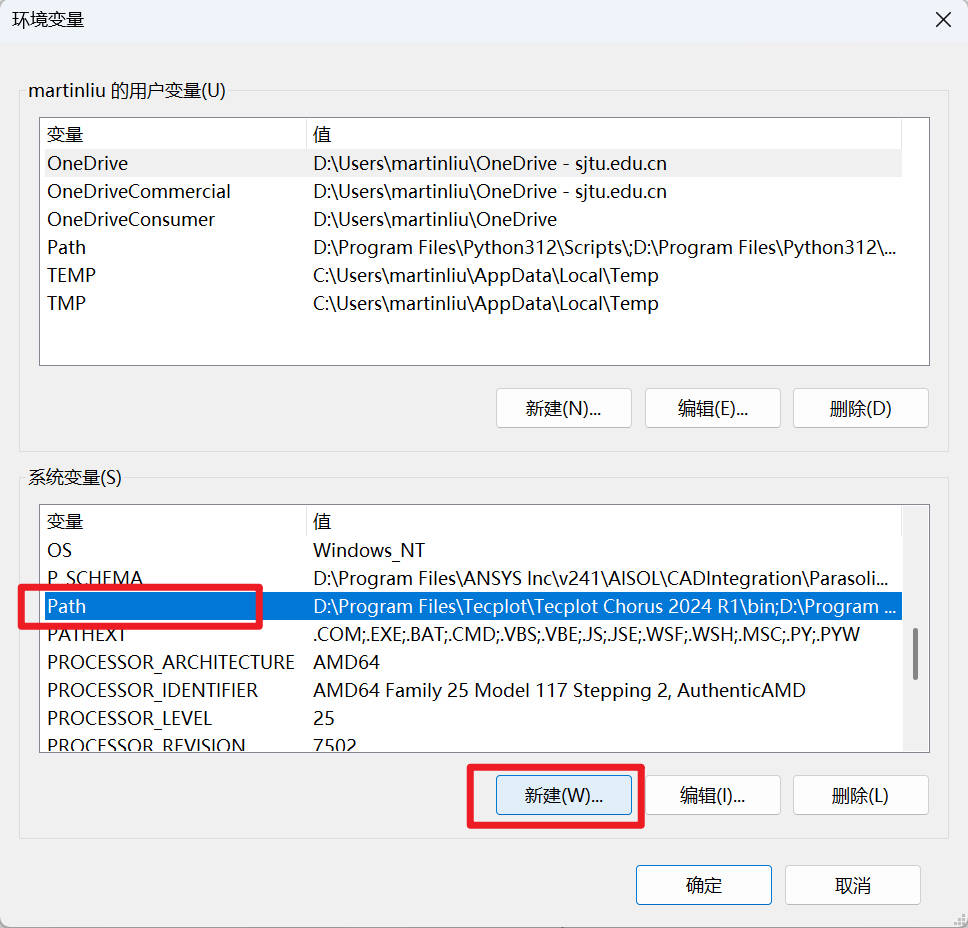 环境变量
martinliu 的用户变量(U)
变量 值
OneDrive D:\Users\martinliu\OneDrive - sjtu.edu.cn
OneDriveCommercial D:\Users\martinliu\OneDrive - sjtu.edu.cn
OneDriveConsumer D:\Users\martinliu\OneDrive
Path D:\Program Files\Python312\Scripts\;D:\Program Files\Python312\...
TEMP C:\Users\martinliu\AppData\Local\Temp
TMP C:\Users\martinliu\AppData\Local\Temp
新建(N)... 编辑(E)... 删除(D)
系统变量(S)
变量 值
OS Windows_NT
P_SCHEMA D:\Program Files\ANSYS Inc\v241\AISOL\CADIntegration\Parasoli...
Path D:\Program Files\Tecplot\Tecplot Chorus 2024 R1\bin;D:\Program ...
PATHEXT .COM;.EXE;.BAT;.CMD;.VBS;.VBE;.JS;.JSE;.WSF;.WSH;.MSC;.PY;.PYW
PROCESSOR_ARCHITECTURE AMD64
PROCESSOR_IDENTIFIER AMD64 Family 25 Model 117 Stepping 2, AuthenticAMD
PROCESSOR_LEVEL 25
PROCESSOR_REVISION 7502
新建(W)... 编辑(I)... 删除(L)
确定 取消